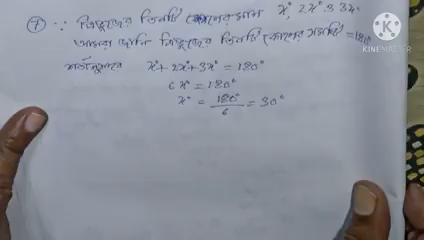 ⑦ ∵ ত্রিভুজের তিনটি কোণের মান x°, 2x° ও 3x°
আমরা জানি ত্রিভুজের তিনটি কোণের সমষ্টি = 180°
শর্তানুসারে x°+2x°+3x° = 180°
6x° = 180°
x° = 180°/6 = 30°
KINEMASTER